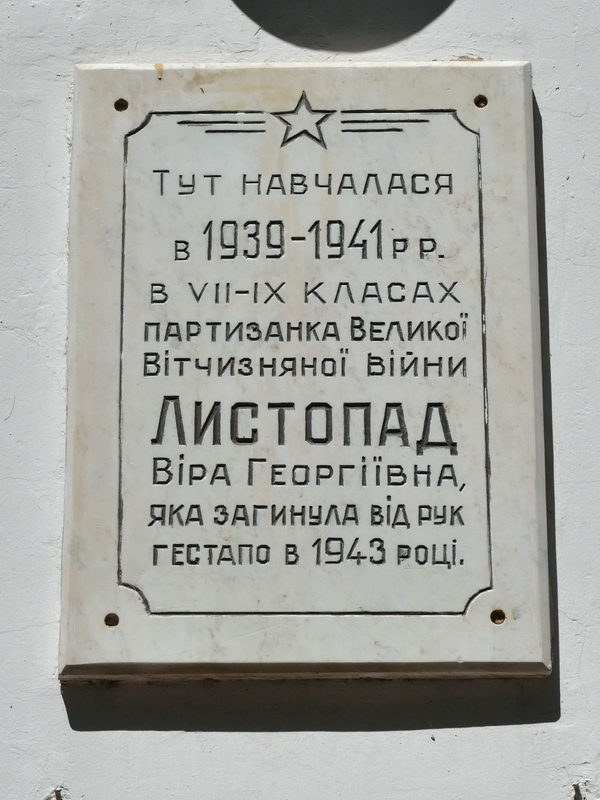 Тут навчалася
в 1939-1941 р р.
в VII-IX класах
партизанка Великої
Вітчизняної війни
Листопад
Віра Георгіївна,
яка загинула від рук
гестапо в 1943 році.